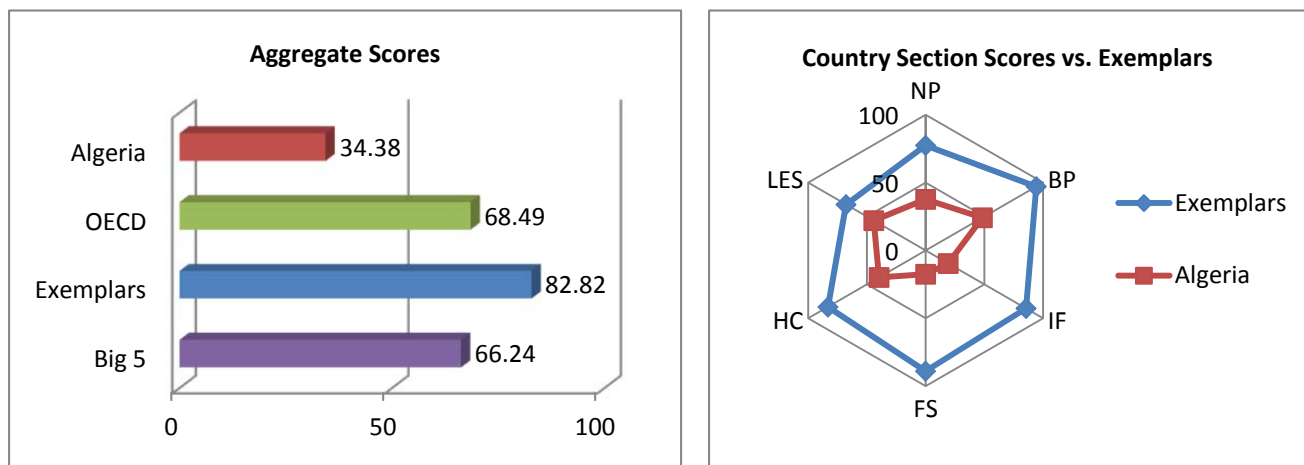 Aggregate Scores
Algeria
34.38
OECD
68.49
Exemplars
82.82
Big 5
66.24
0
50
100
Country Section Scores vs. Exemplars
NP
100
LES
50
BP
0
HC
IF
FS
Exemplars
Algeria